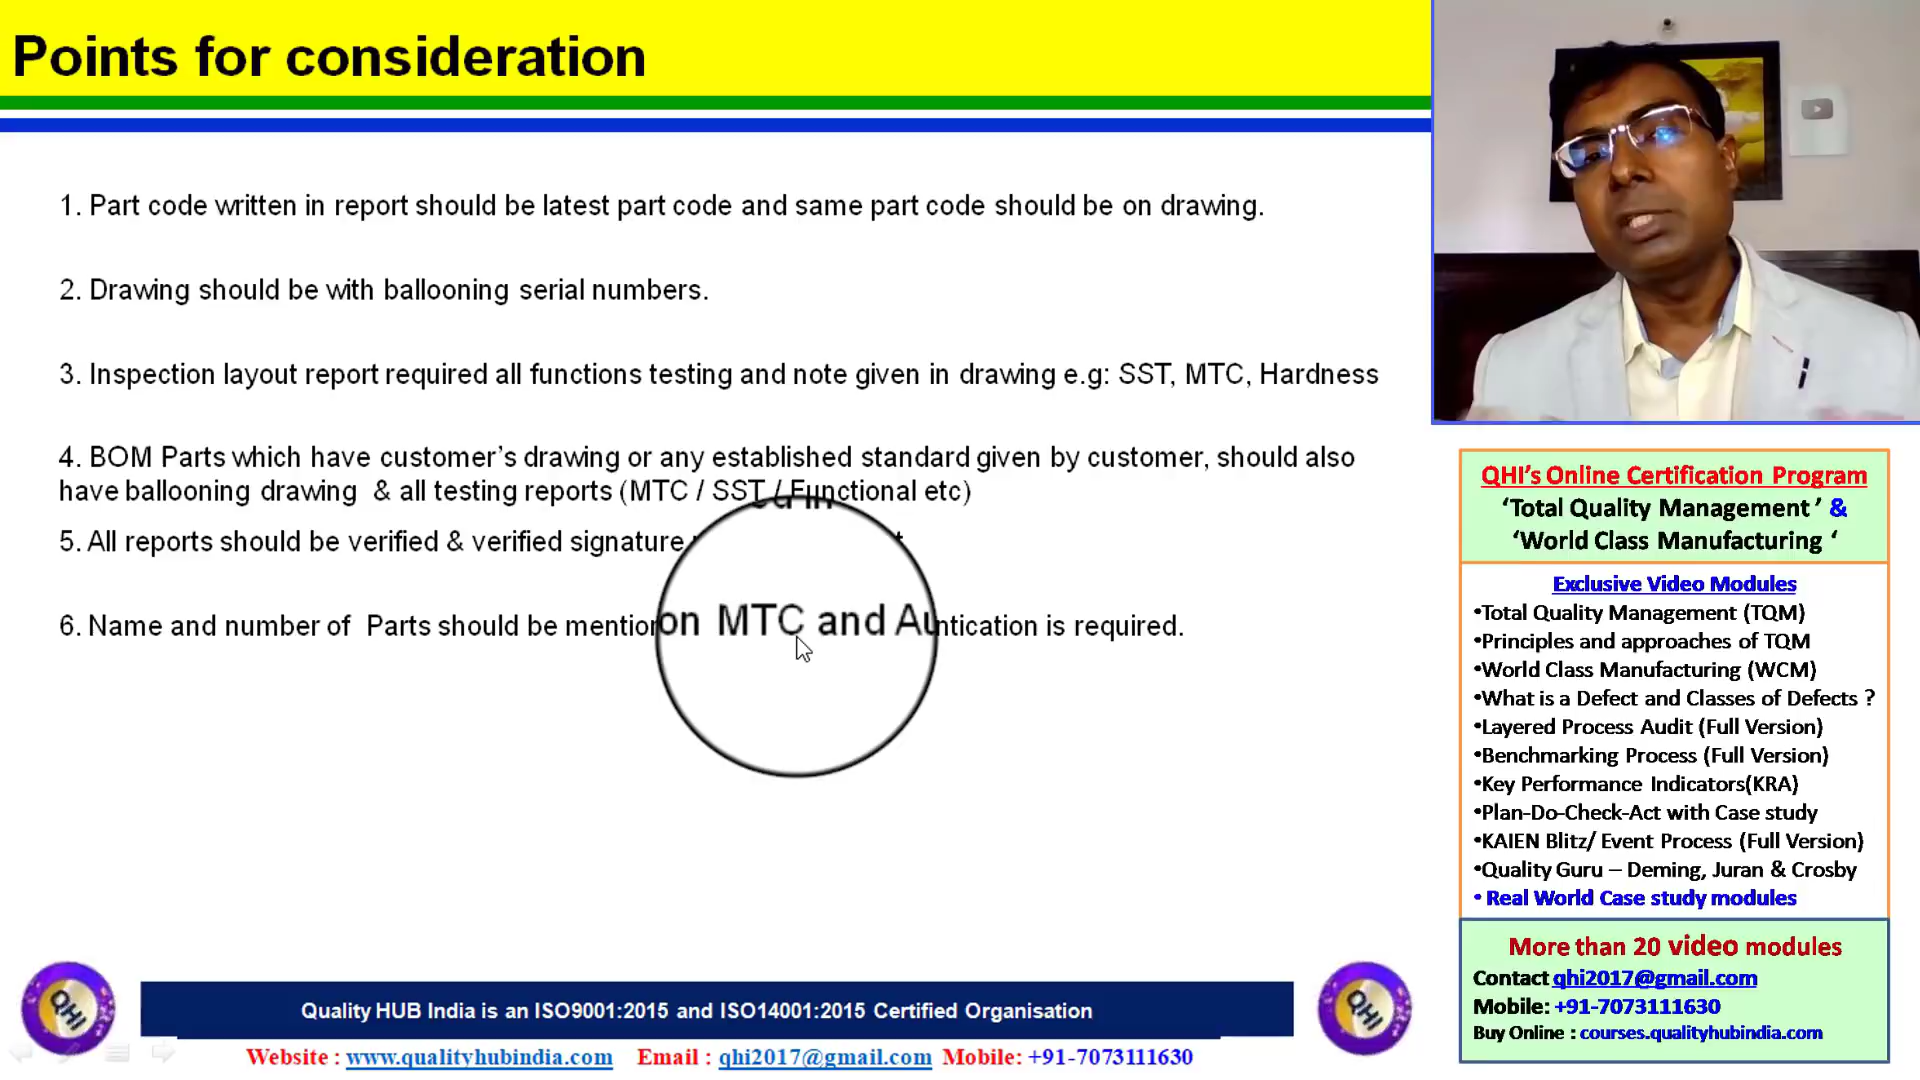 Points for consideration
1. Part code written in report should be latest part code and same part code should be on drawing.
2. Drawing should be with ballooning serial numbers.
3. Inspection layout report required all functions testing and note given in drawing e.g: SST, MTC, Hardness
4. BOM Parts which have customer's drawing or any established standard given by customer, should also
have ballooning drawing & all testing reports (MTC / SST / Functional etc)
5. All reports should be verified & verified signature
6. Name and number of Parts should be mention on MTC and Au ntication is required.
QHI's Online Certification Program
'Total Quality Management ' &
'World Class Manufacturing '
Exclusive Video Modules
•Total Quality Management (TQM)
•Principles and approaches of TQM
•World Class Manufacturing (WCM)
•What is a Defect and Classes of Defects ?
•Layered Process Audit (Full Version)
•Benchmarking Process (Full Version)
•Key Performance Indicators(KRA)
•Plan-Do-Check-Act with Case study
•KAIEN Blitz/ Event Process (Full Version)
•Quality Guru – Deming, Juran & Crosby
• Real World Case study modules
More than 20 video modules
Contact qhi2017@gmail.com
Mobile: +91-7073111630
Buy Online : courses.qualityhubindia.com
QHI
Quality HUB India is an ISO9001:2015 and ISO14001:2015 Certified Organisation
QHI
Website : www.qualityhubindia.com Email : qhi2017@gmail.com Mobile: +91-7073111630